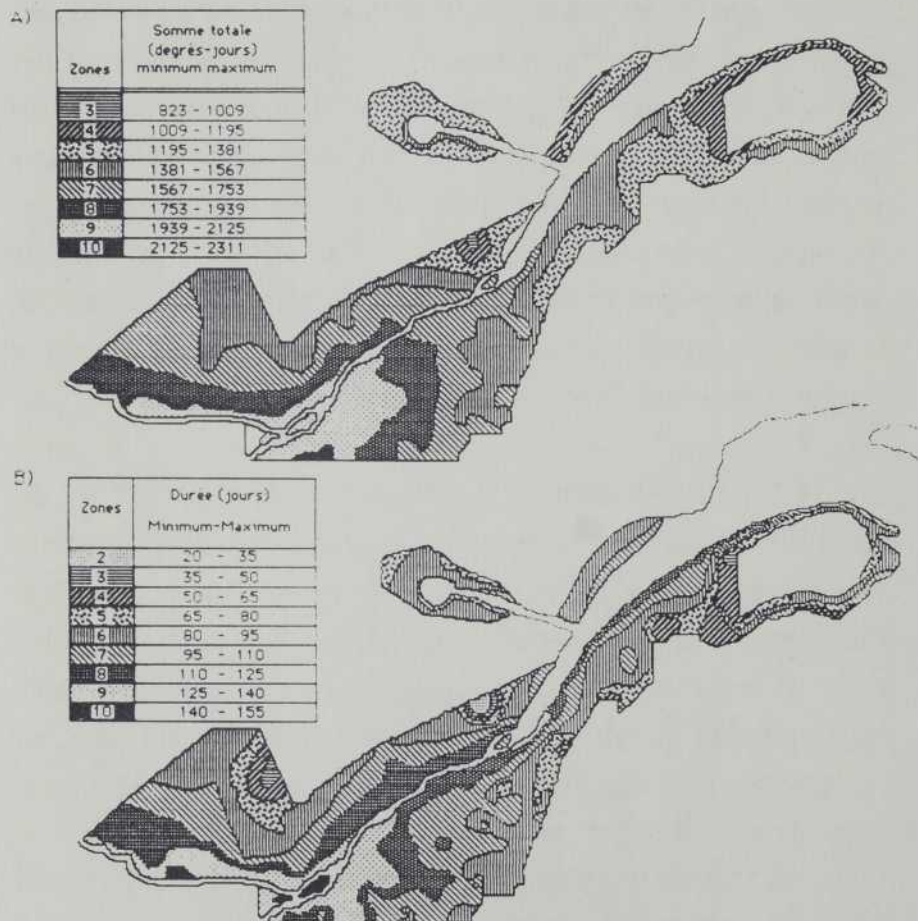 A)
Zones Somme totale
(degrés-jours)
minimum maximum
3 823 - 1009
4 1009 - 1195
5 1195 - 1381
6 1381 - 1567
7 1567 - 1753
8 1753 - 1939
9 1939 - 2125
10 2125 - 2311
B)
Zones Durée (jours)
Minimum-Maximum
2 20 - 35
3 35 - 50
4 50 - 65
5 65 - 80
6 80 - 95
7 95 - 110
8 110 - 125
9 125 - 140
10 140 - 155